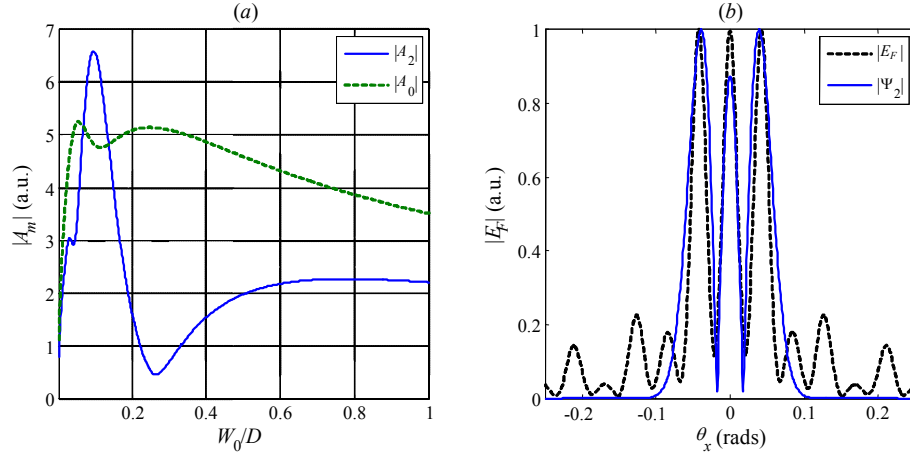 (a)
7
6
5
4
3
2
1
0
0.2
0.4
0.6
0.8
1
|A_m| (a.u.)
W_0/D
|A_2|
|A_0|
(b)
1
0.8
0.6
0.4
0.2
0
-0.2
-0.1
0
0.1
0.2
|E_F| (a.u.)
θ_x (rads)
|E_F|
|Ψ_2|